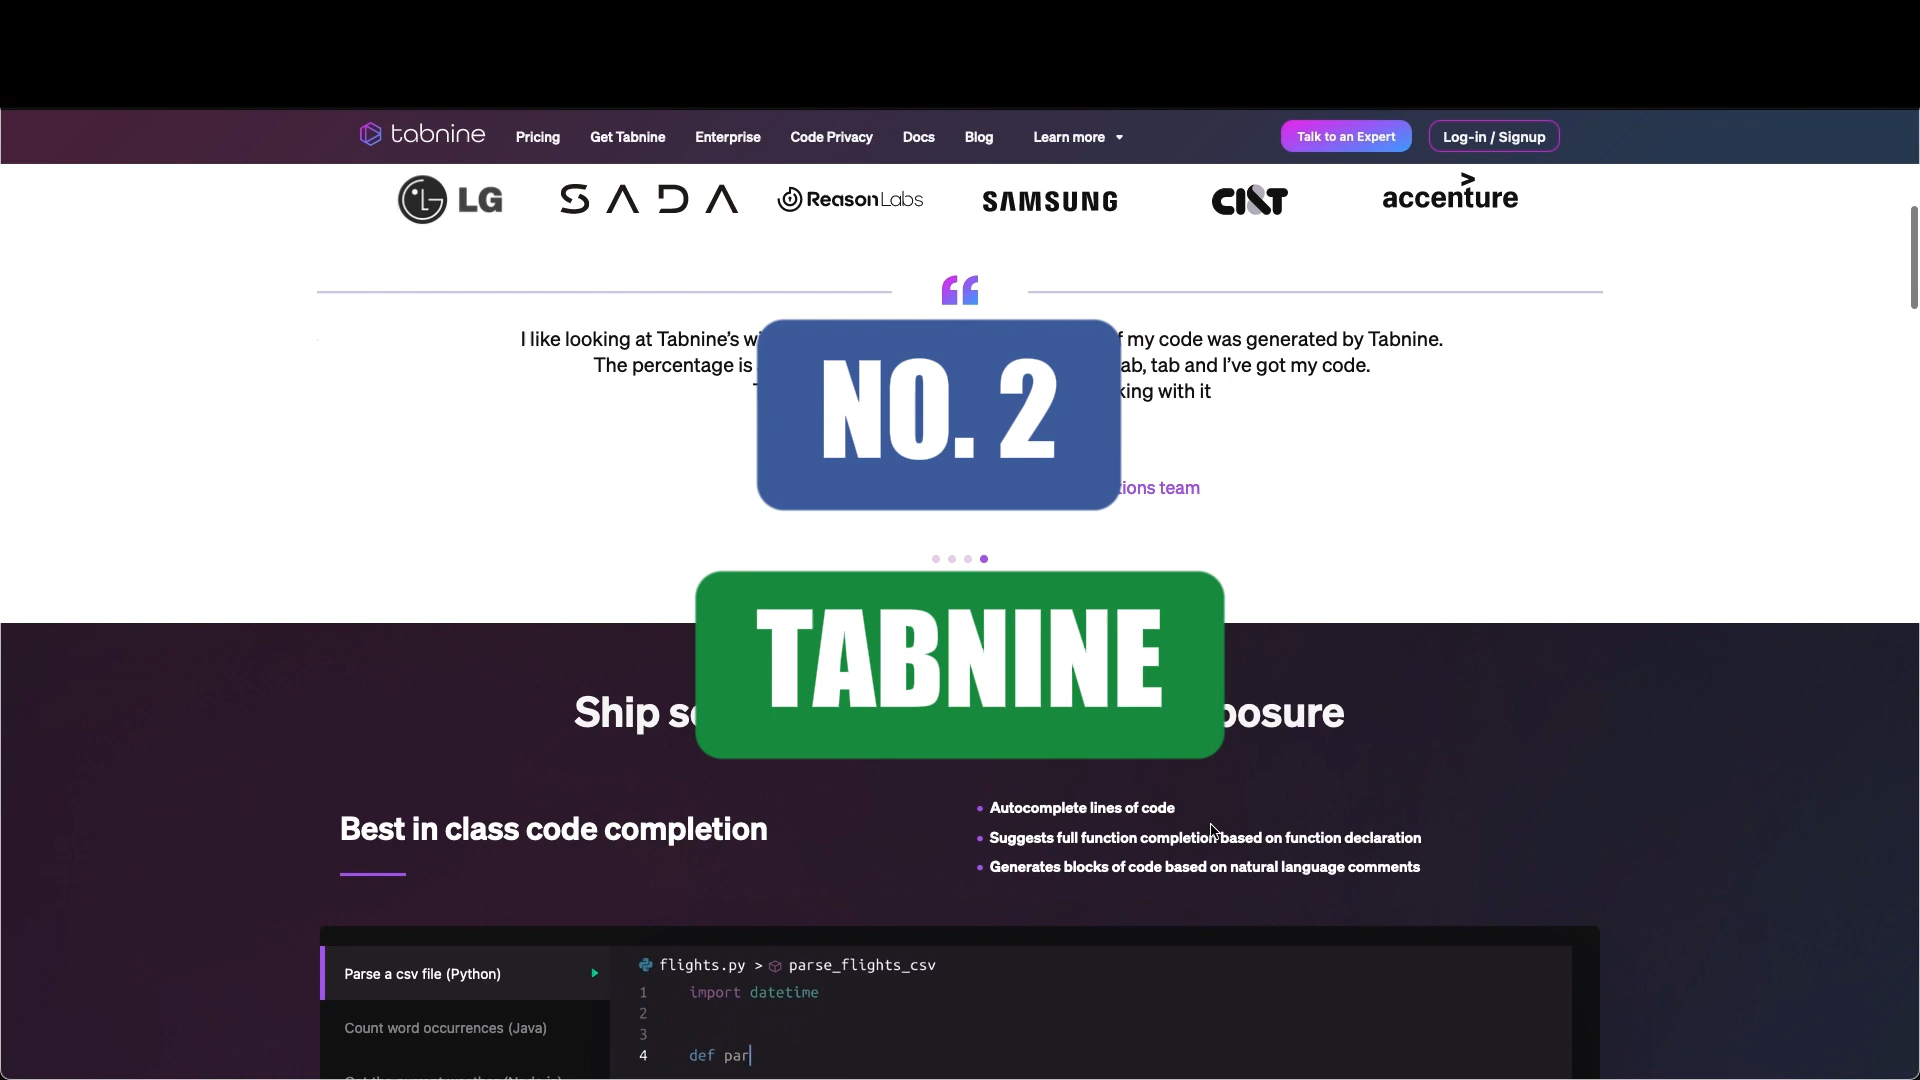 tabnine Pricing Get Tabnine Enterprise Code Privacy Docs Blog Learn more Talk to an Expert Log-in / Signup
LG SADA ReasonLabs SAMSUNG CI&T accenture
I like looking at Tabnine's my code was generated by Tabnine.
The percentage is tab and I've got my code.
with it
NO. 2
team
TABNINE
Ship
Best in class code completion
Autocomplete lines of code
Suggests full function completion based on function declaration
Generates blocks of code based on natural language comments
Parse a csv file (Python)
Count word occurrences (Java)
flights.py > parse_flights_csv
1 import datetime
2
3
4 def par